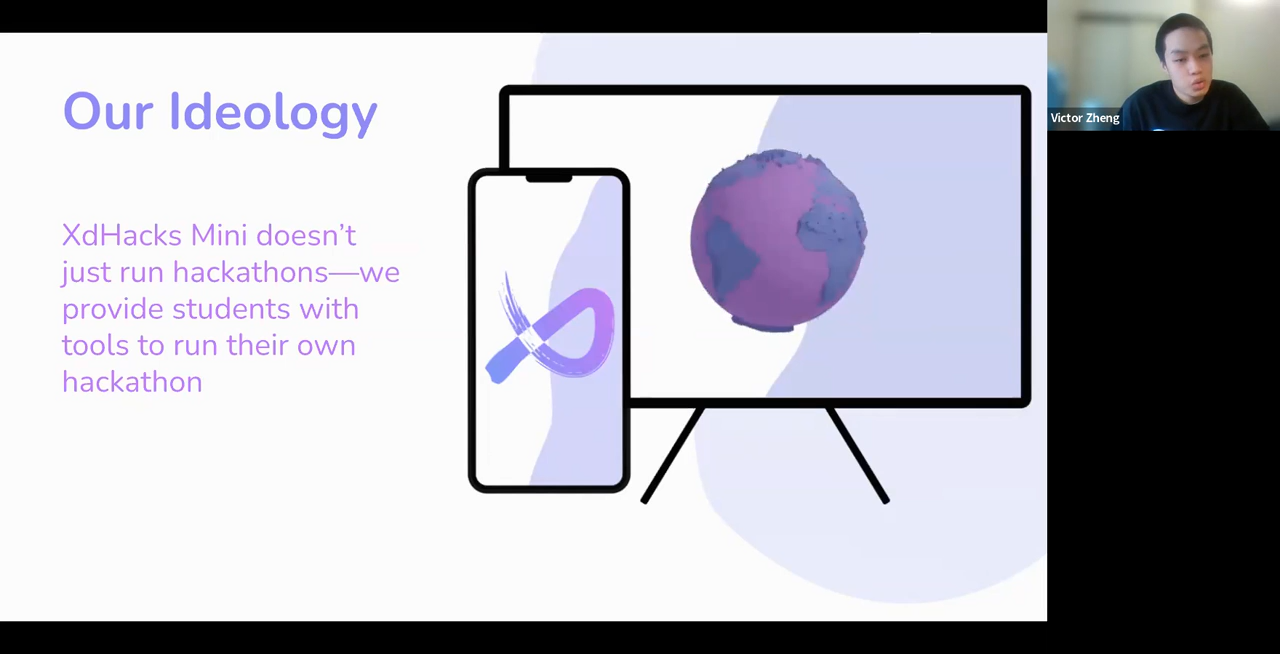 Our Ideology
XdHacks Mini doesn’t
just run hackathons—we
provide students with
tools to run their own
hackathon
Victor Zheng